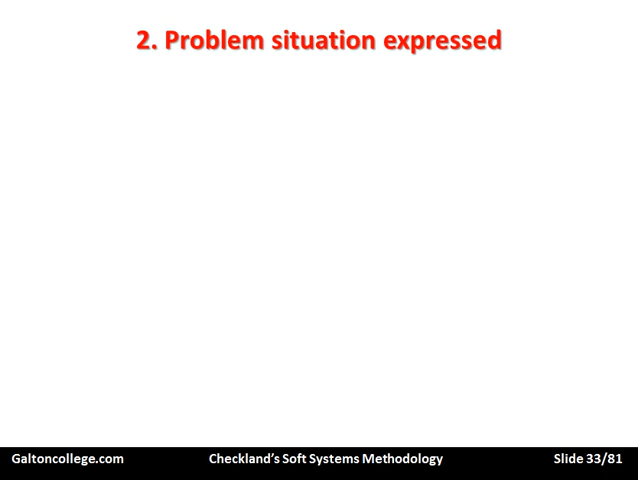 2. Problem situation expressed
Galtoncollege.com Checkland's Soft Systems Methodology Slide 33/81